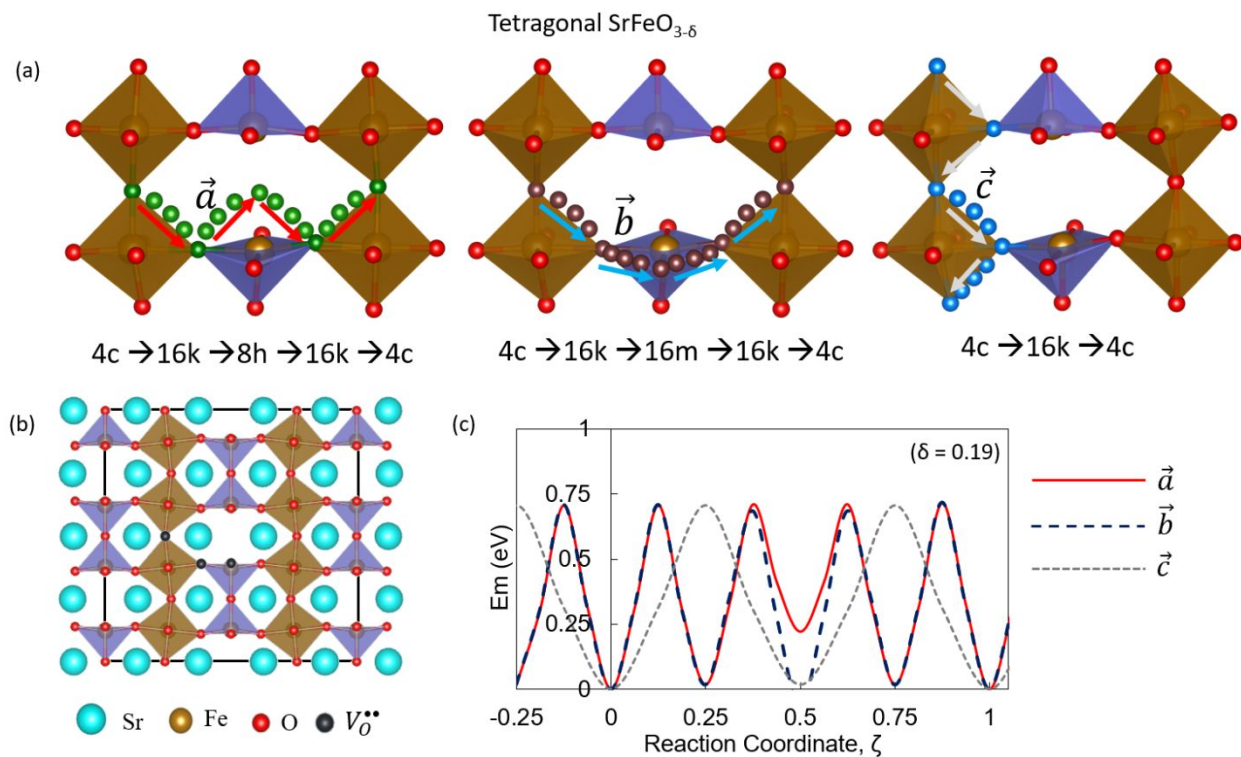 Tetragonal SrFeO3-δ
(a)
a⃗
b⃗
c⃗
4c →16k →8h →16k →4c
4c →16k →16m →16k →4c
4c →16k →4c
(b)
Sr
Fe
O
V_O^••
(c)
(δ = 0.19)
1
0.75
0.5
0.25
0
Em (eV)
-0.25 0 0.25 0.5 0.75 1
Reaction Coordinate, ζ
a⃗
b⃗
c⃗